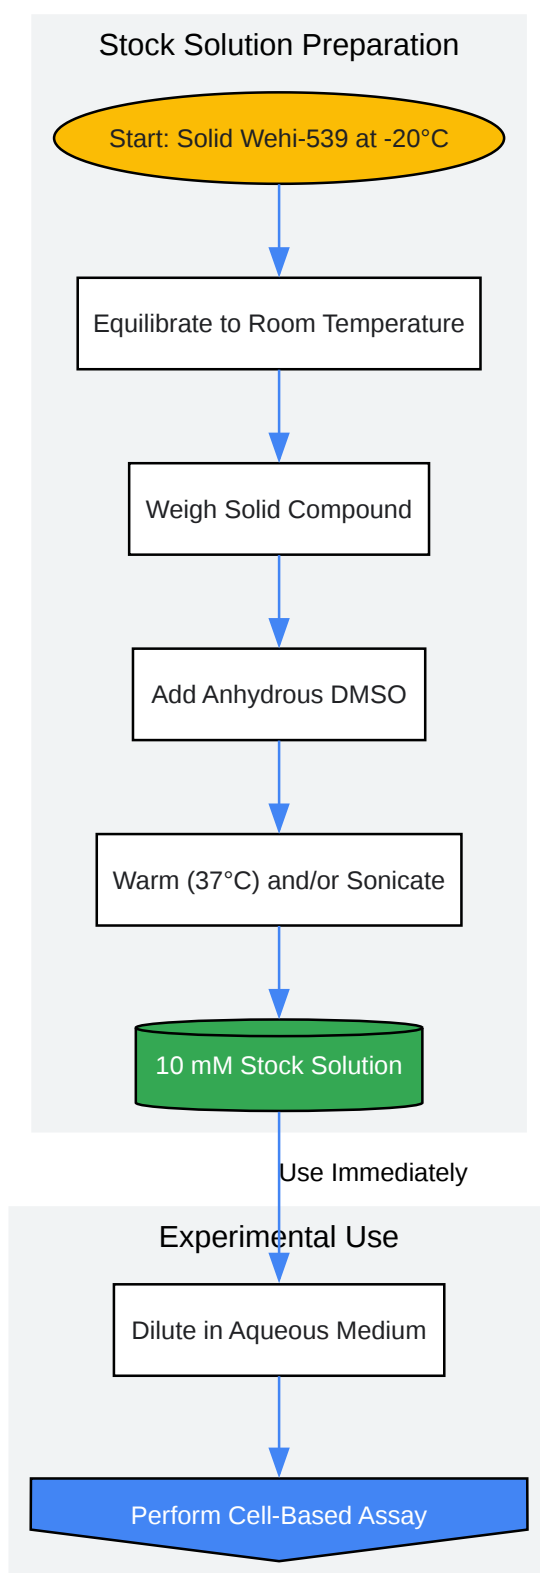 Stock Solution Preparation
Start: Solid Wehi-539 at -20°C
Equilibrate to Room Temperature
Weigh Solid Compound
Add Anhydrous DMSO
Warm (37°C) and/or Sonicate
10 mM Stock Solution
Use Immediately
Experimental Use
Dilute in Aqueous Medium
Perform Cell-Based Assay